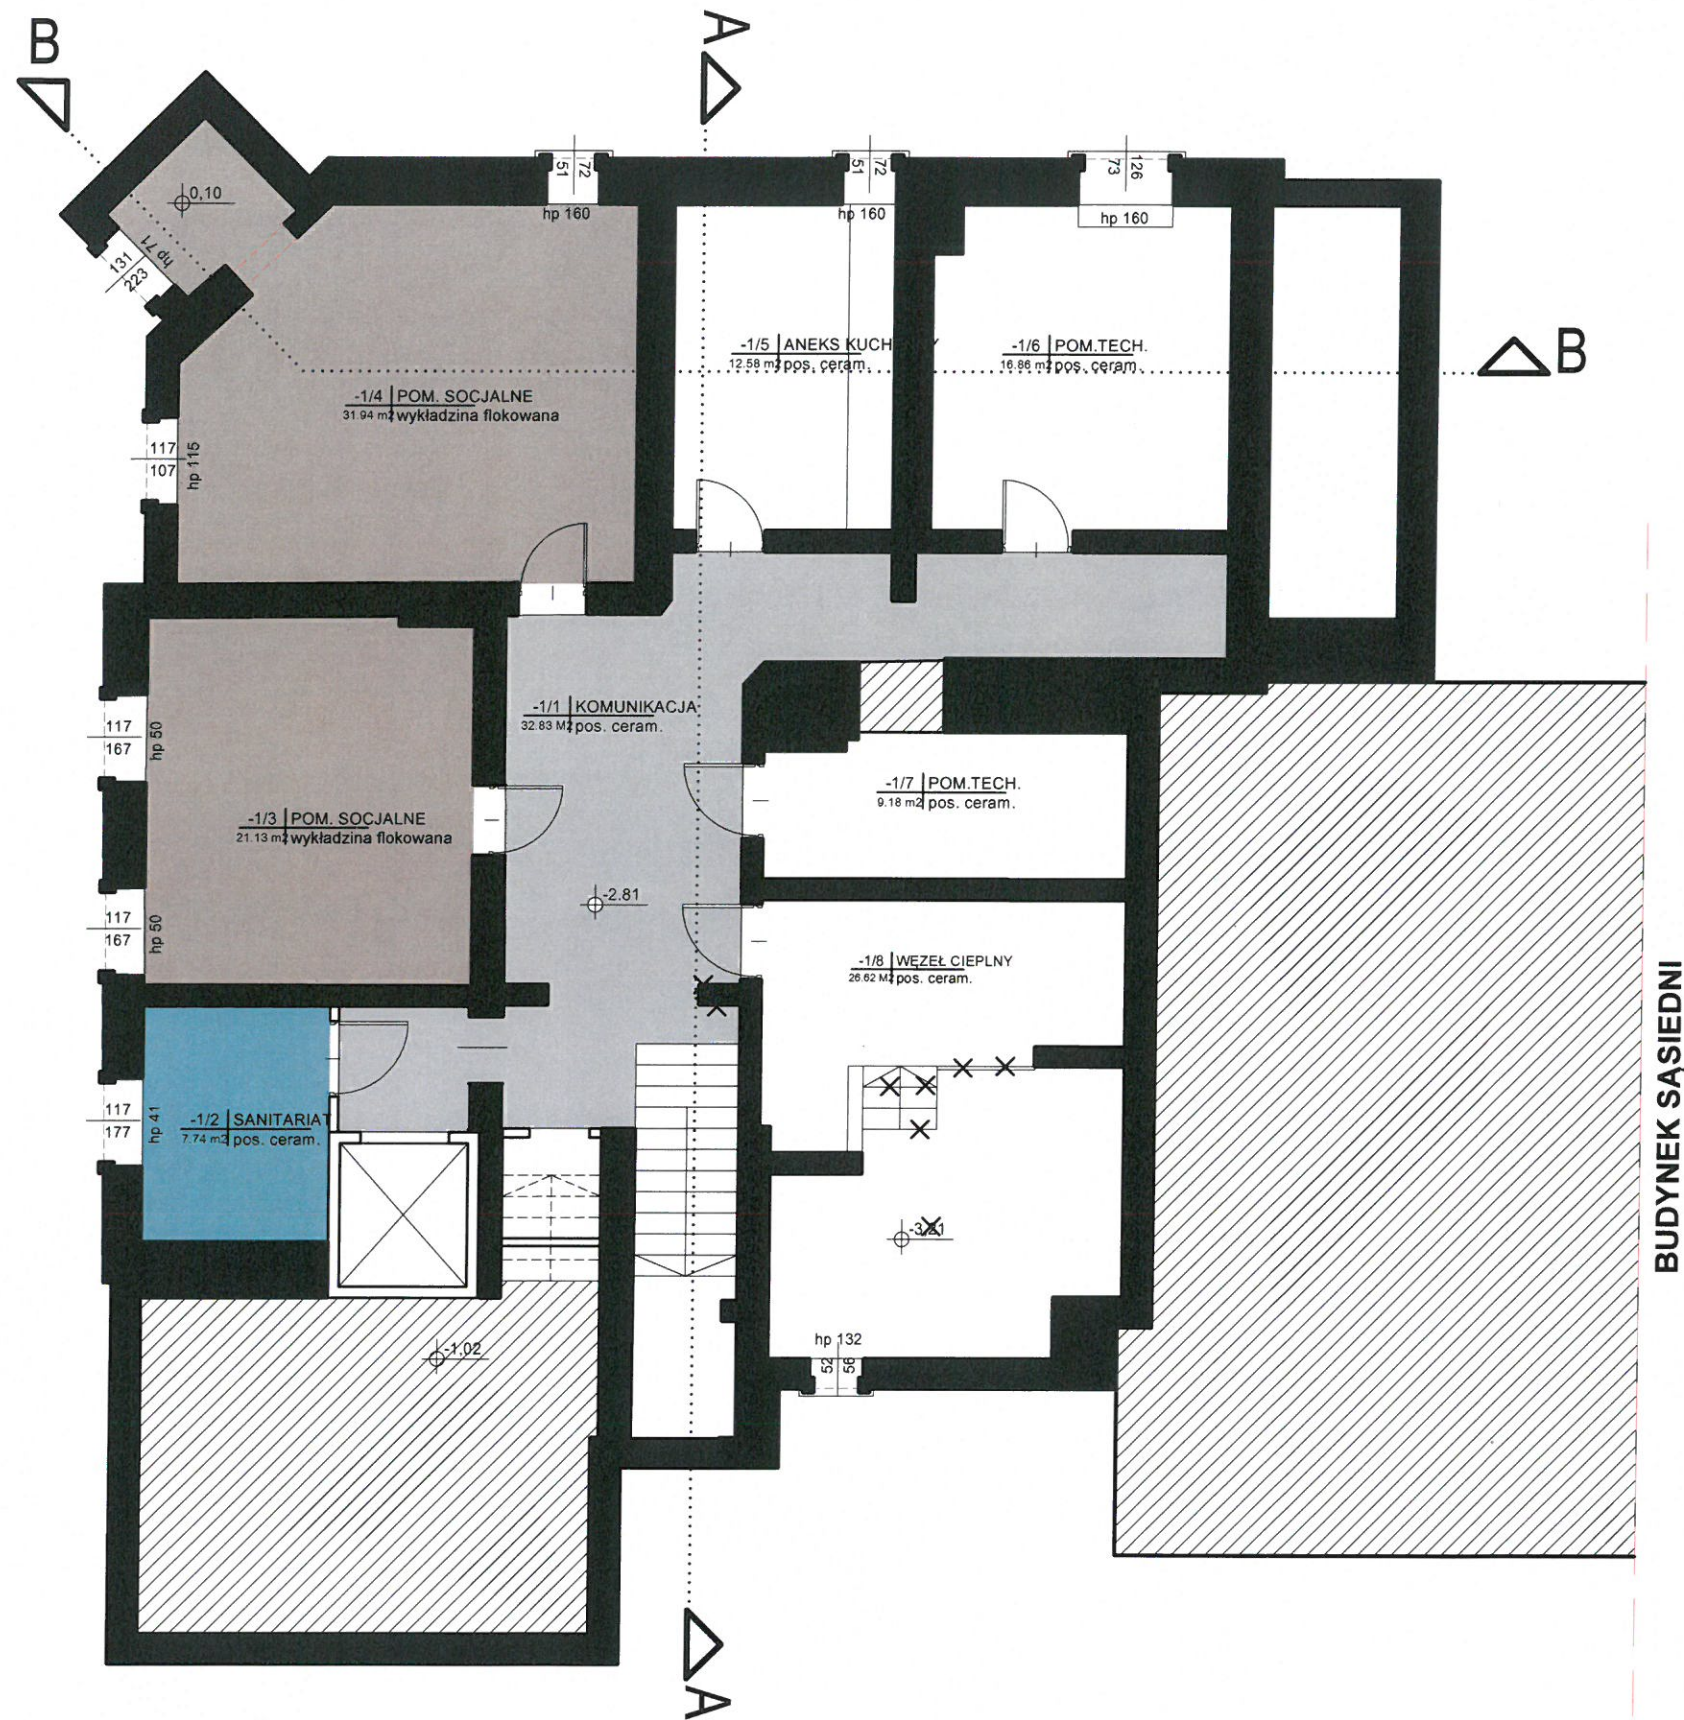 B
A
0,10
hp 71
131
223
51
72
hp 160
51
72
hp 160
73
126
hp 160
-1/5 ANEKS KUCH
12.58 m2 pos. ceram.
-1/6 POM.TECH.
16.86 m2 pos. ceram.
B
-1/4 POM. SOCJALNE
31.94 m2 wykładzina flokowana
117
107
hp 115
-1/1 KOMUNIKACJA
32.83 M2 pos. ceram.
117
167
hp 50
-1/7 POM.TECH.
9.18 m2 pos. ceram.
-1/3 POM. SOCJALNE
21.13 m2 wykładzina flokowana
-2.81
117
167
hp 50
-1/8 WĘZEŁ CIEPLNY
26.62 M2 pos. ceram.
BUDYNEK SĄSIEDNI
117
177
hp 41
-1/2 SANITARIAT
7.74 m2 pos. ceram.
-3,21
-1,02
hp 132
52
56
A